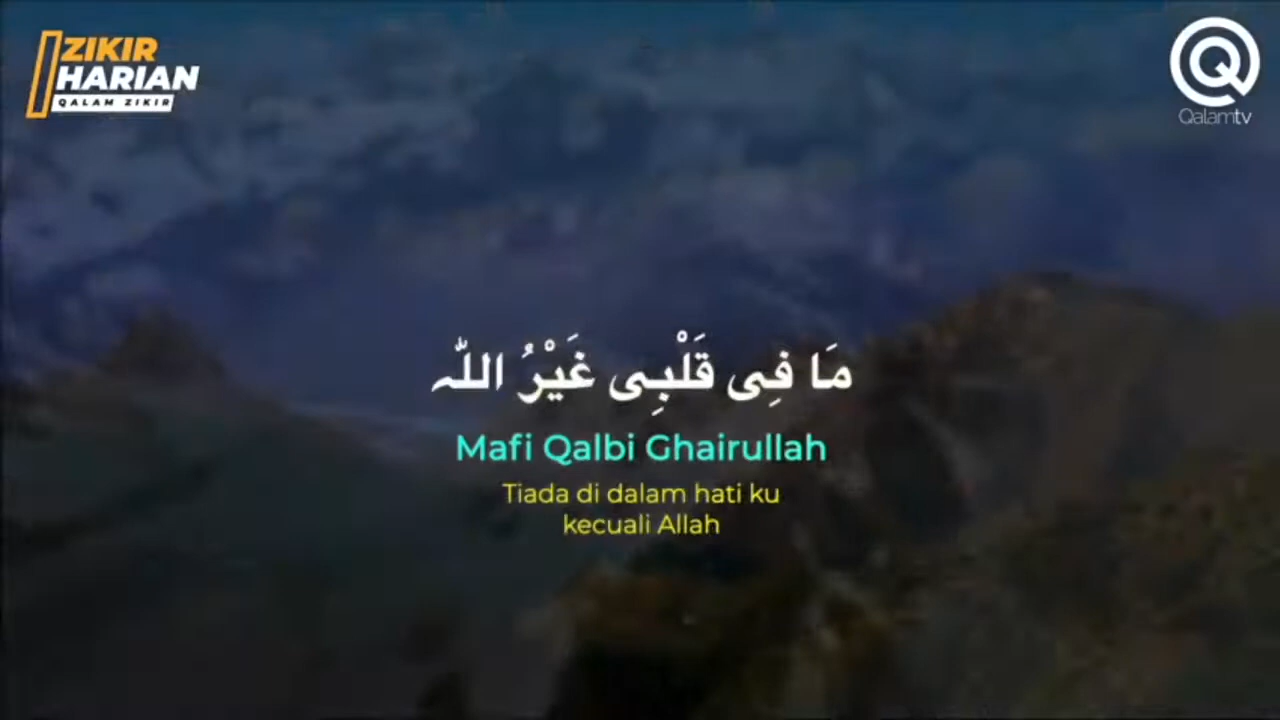 ZIKIR
HARIAN
QALAM ZIKIR
Qalamtv
مَا فِى قَلْبِى غَيْرُ اللّٰه
Mafi Qalbi Ghairullah
Tiada di dalam hati ku
kecuali Allah